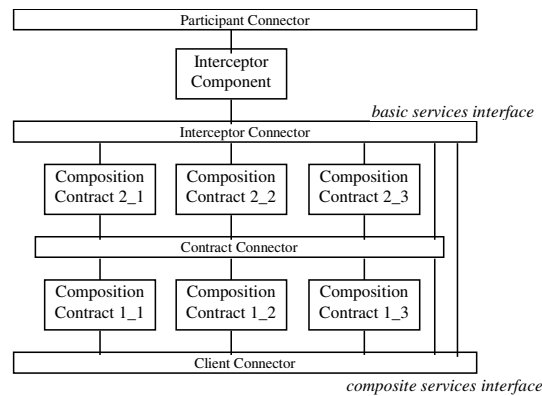 Participant Connector
Interceptor
Component
basic services interface
Interceptor Connector
Composition
Contract 2_1
Composition
Contract 2_2
Composition
Contract 2_3
Contract Connector
Composition
Contract 1_1
Composition
Contract 1_2
Composition
Contract 1_3
Client Connector
composite services interface